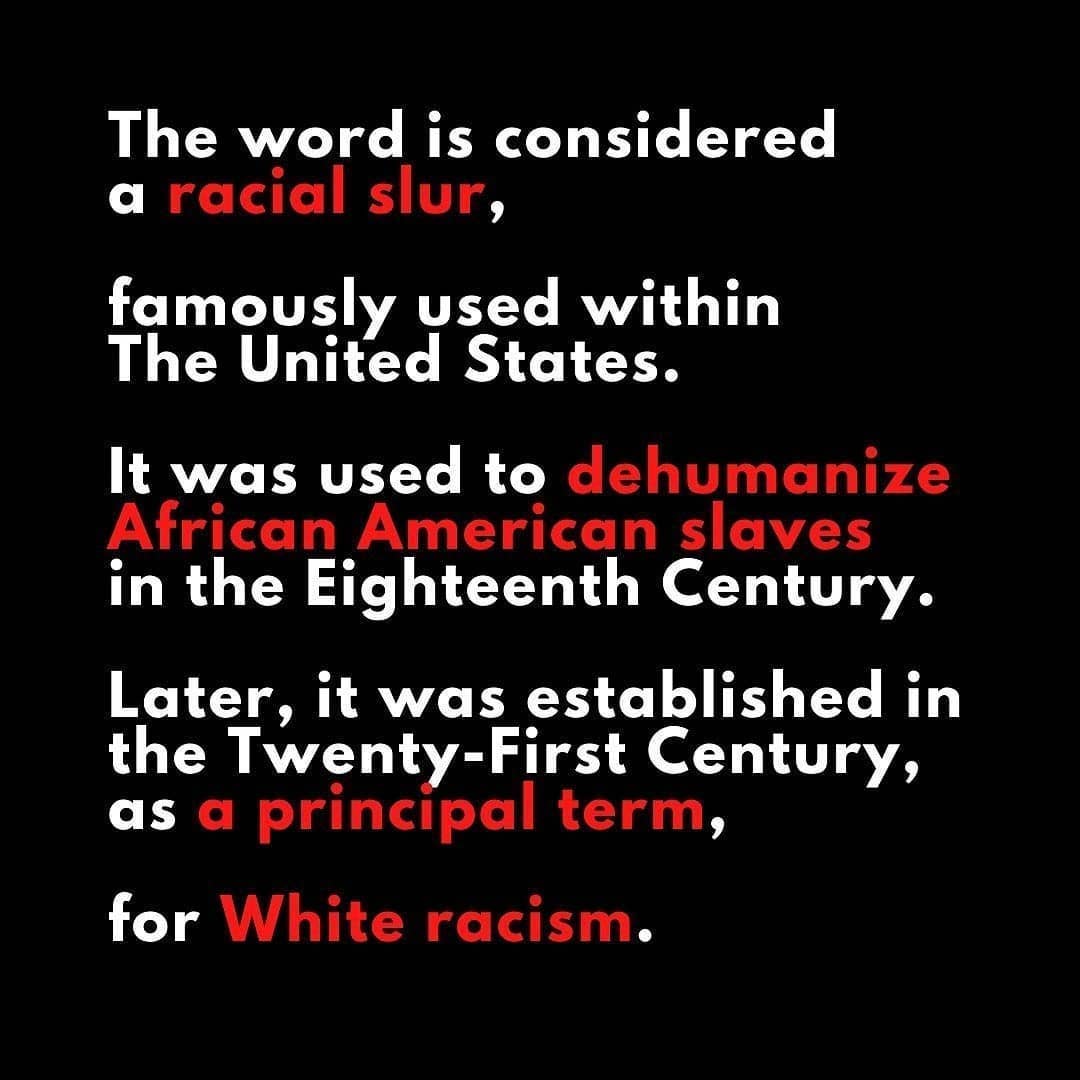 The word is considered
a racial slur,
famously used within
The United States.
It was used to dehumanize
African American slaves
in the Eighteenth Century.
Later, it was established in
the Twenty-First Century,
as a principal term,
for White racism.